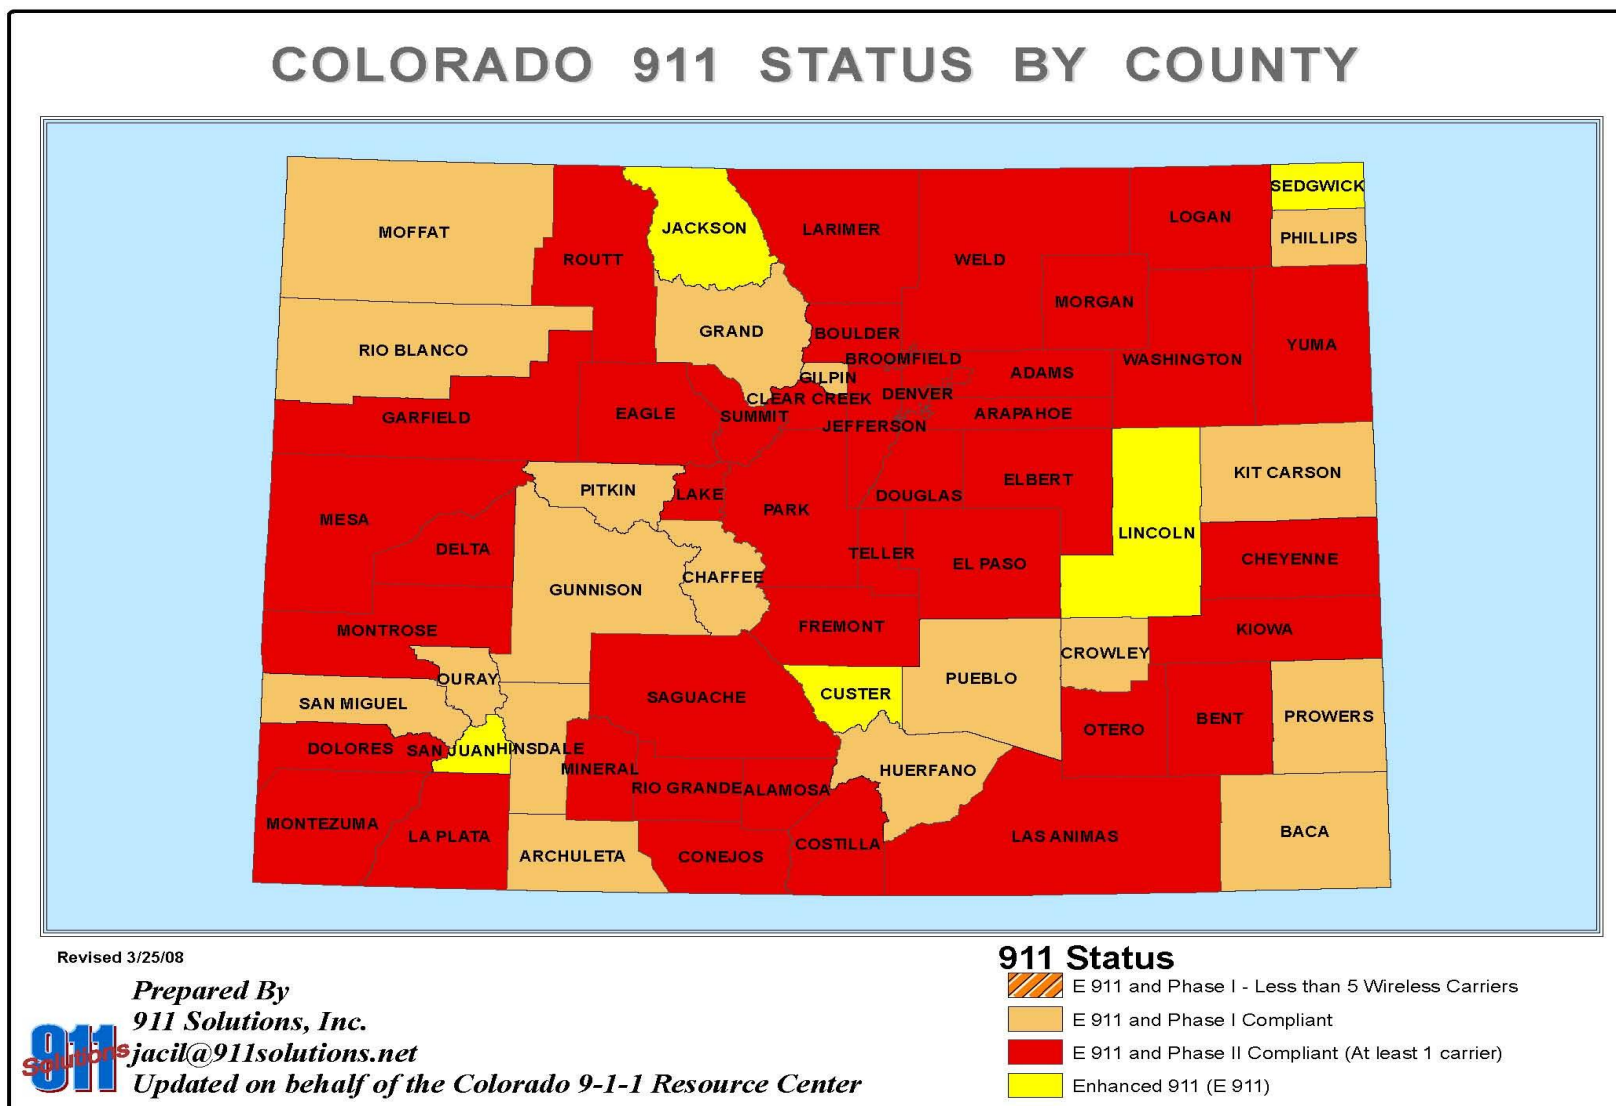 COLORADO 911 STATUS BY COUNTY
SEDGWICK
LOGAN
JACKSON
LARIMER
MOFFAT
PHILLIPS
ROUTT
WELD
MORGAN
GRAND
BOULDER
YUMA
RIO BLANCO
BROOMFIELD
WASHINGTON
GILPIN
ADAMS
DENVER
CLEAR CREEK
EAGLE
SUMMIT
ARAPAHOE
GARFIELD
JEFFERSON
KIT CARSON
ELBERT
PITKIN
LAKE
DOUGLAS
PARK
MESA
LINCOLN
DELTA
TELLER
CHEYENNE
EL PASO
CHAFFEE
GUNNISON
FREMONT
MONTROSE
KIOWA
CROWLEY
OURAY
PUEBLO
CUSTER
SAGUACHE
SAN MIGUEL
PROWERS
BENT
OTERO
DOLORES
SAN JUAN
HINSDALE
MINERAL
HUERFANO
RIO GRANDE
ALAMOSA
MONTEZUMA
BACA
LA PLATA
LAS ANIMAS
COSTILLA
ARCHULETA
CONEJOS
Revised 3/25/08
Prepared By
911 Solutions, Inc.
jacil@911solutions.net
Updated on behalf of the Colorado 9-1-1 Resource Center
911
Solutions
911 Status
E 911 and Phase I - Less than 5 Wireless Carriers
E 911 and Phase I Compliant
E 911 and Phase II Compliant (At least 1 carrier)
Enhanced 911 (E 911)